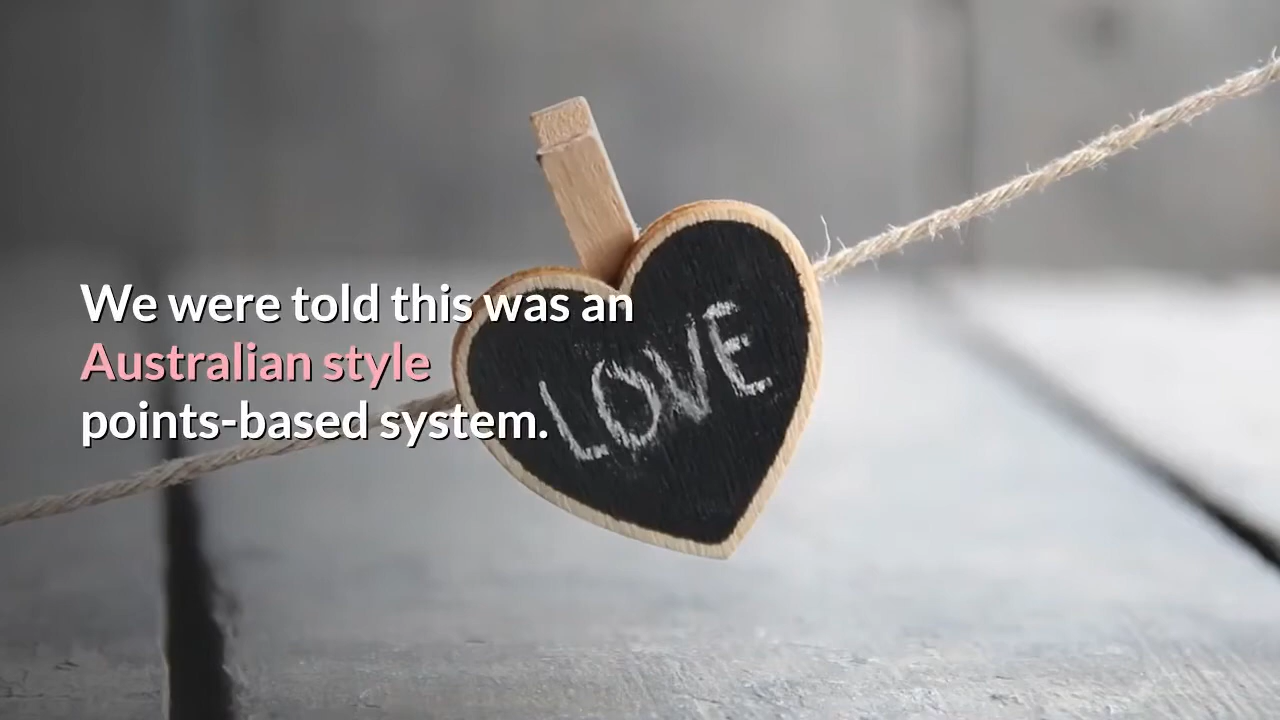 We were told this was an
Australian style
points-based system.
LOVE